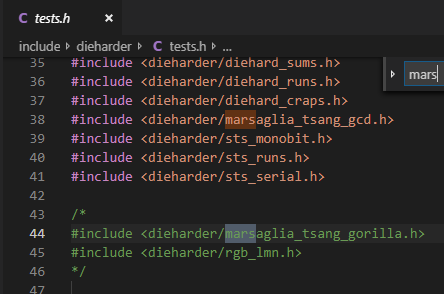 C tests.h ×
include dieharder C tests.h ...
35 #include <dieharder/diehard_sums.h>
36 #include <dieharder/diehard_runs.h>
37 #include <dieharder/diehard_craps.h>
38 #include <dieharder/marsaglia_tsang_gcd.h>
39 #include <dieharder/sts_monobit.h>
40 #include <dieharder/sts_runs.h>
41 #include <dieharder/sts_serial.h>
42
43 /*
44 #include <dieharder/marsaglia_tsang_gorilla.h>
45 #include <dieharder/rgb_lmn.h>
46 */
47
mars